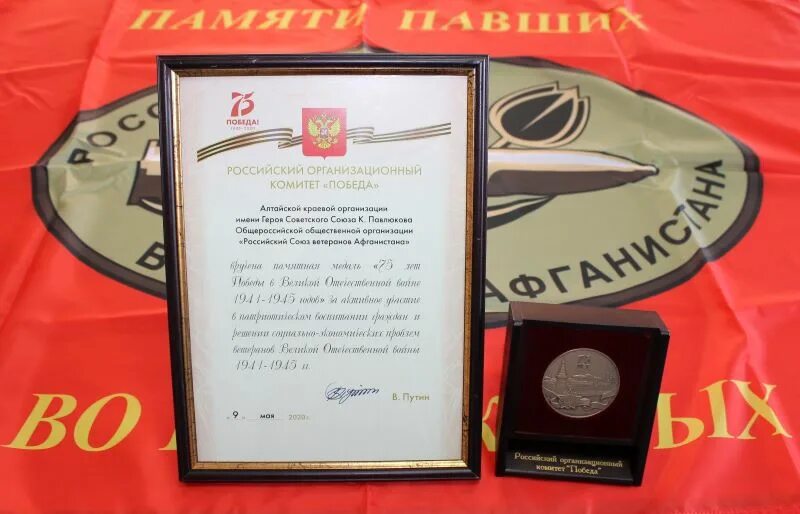 ПАМЯТИ ПАВШИХ
РОСС
В
АФГАНИСТАНА
75
ПОБЕДА!
1945-2020
РОССИЙСКИЙ ОРГАНИЗАЦИОННЫЙ
КОМИТЕТ «ПОБЕДА»
Алтайской краевой организации
имени Героя Советского Союза К. Павлюкова
Общероссийской общественной организации
«Российский Союз ветеранов Афганистана»
вручена памятная медаль «75 лет
Победы в Великой Отечественной войне
1941-1945 годов» за активное участие
в патриотическом воспитании граждан и
решении социально-экономических проблем
ветеранов Великой Отечественной войны
1941-1945 гг.
В. Путин
« 9 » мая 2020 г.
Российский организационный
комитет "Победа"
ВО
ЫХ